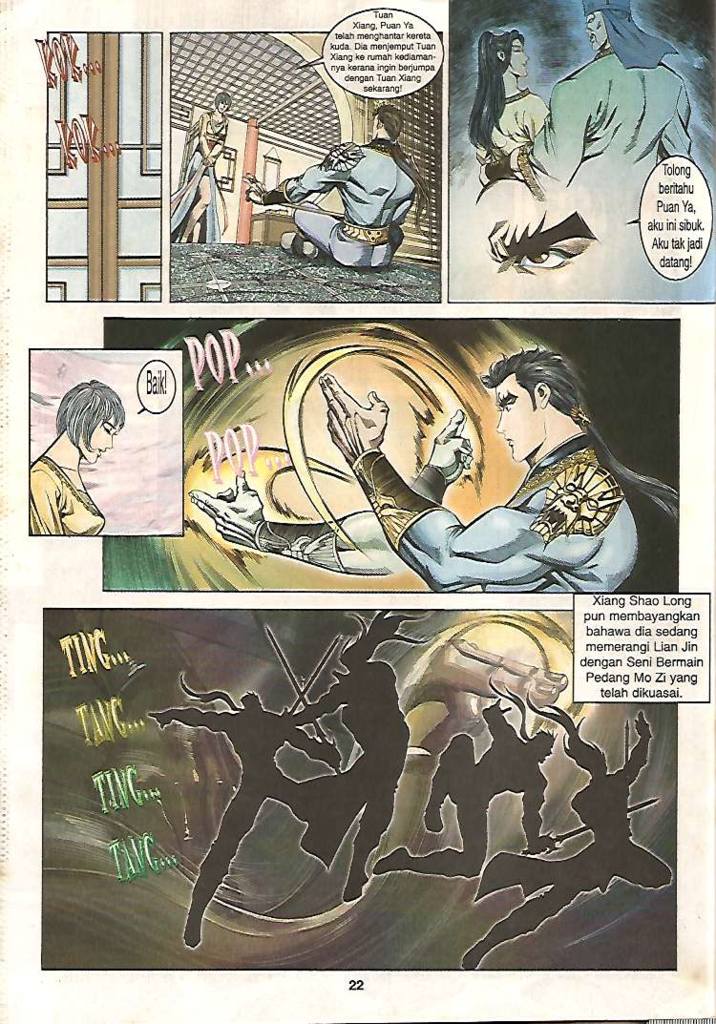 KOK...
KOK...
Tuan
Xiang, Puan Ya
telah menghantar kereta
kuda. Dia menjemput Tuan
Xiang ke rumah kediaman-
nya kerana ingin berjumpa
dengan Tuan Xiang
sekarang!
Tolong
beritahu
Puan Ya,
aku ini sibuk.
Aku tak jadi
datang!
Baik!
POP...
POP...
Xiang Shao Long
pun membayangkan
bahawa dia sedang
memerangi Lian Jin
dengan Seni Bermain
Pedang Mo Zi yang
telah dikuasai.
TING...
TANG...
TING...
TANG...
22